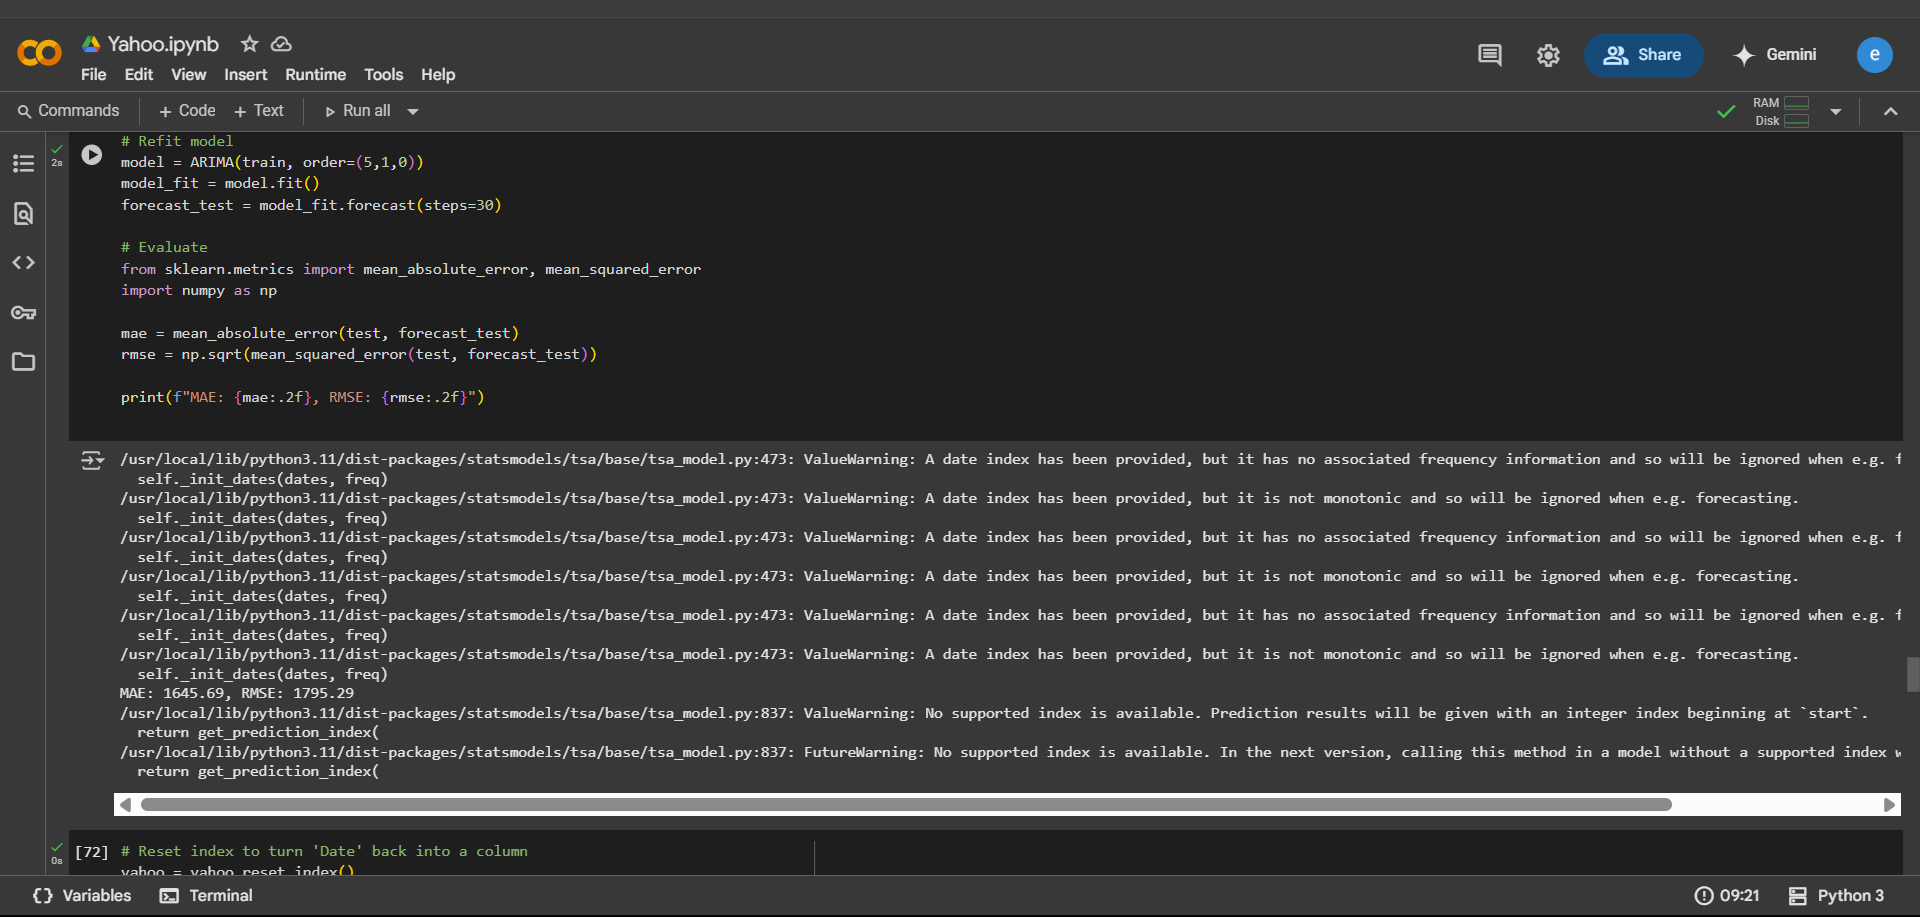 Yahoo.ipynb
File Edit View Insert Runtime Tools Help
Share
Gemini
e
Commands + Code + Text Run all
RAM
Disk
2s
# Refit model
model = ARIMA(train, order=(5,1,0))
model_fit = model.fit()
forecast_test = model_fit.forecast(steps=30)
# Evaluate
from sklearn.metrics import mean_absolute_error, mean_squared_error
import numpy as np
mae = mean_absolute_error(test, forecast_test)
rmse = np.sqrt(mean_squared_error(test, forecast_test))
print(f"MAE: {mae:.2f}, RMSE: {rmse:.2f}")
/usr/local/lib/python3.11/dist-packages/statsmodels/tsa/base/tsa_model.py:473: ValueWarning: A date index has been provided, but it has no associated frequency information and so will be ignored when e.g. f
self._init_dates(dates, freq)
/usr/local/lib/python3.11/dist-packages/statsmodels/tsa/base/tsa_model.py:473: ValueWarning: A date index has been provided, but it is not monotonic and so will be ignored when e.g. forecasting.
self._init_dates(dates, freq)
/usr/local/lib/python3.11/dist-packages/statsmodels/tsa/base/tsa_model.py:473: ValueWarning: A date index has been provided, but it has no associated frequency information and so will be ignored when e.g. f
self._init_dates(dates, freq)
/usr/local/lib/python3.11/dist-packages/statsmodels/tsa/base/tsa_model.py:473: ValueWarning: A date index has been provided, but it is not monotonic and so will be ignored when e.g. forecasting.
self._init_dates(dates, freq)
/usr/local/lib/python3.11/dist-packages/statsmodels/tsa/base/tsa_model.py:473: ValueWarning: A date index has been provided, but it has no associated frequency information and so will be ignored when e.g. f
self._init_dates(dates, freq)
/usr/local/lib/python3.11/dist-packages/statsmodels/tsa/base/tsa_model.py:473: ValueWarning: A date index has been provided, but it is not monotonic and so will be ignored when e.g. forecasting.
self._init_dates(dates, freq)
MAE: 1645.69, RMSE: 1795.29
/usr/local/lib/python3.11/dist-packages/statsmodels/tsa/base/tsa_model.py:837: ValueWarning: No supported index is available. Prediction results will be given with an integer index beginning at `start`.
return get_prediction_index(
/usr/local/lib/python3.11/dist-packages/statsmodels/tsa/base/tsa_model.py:837: FutureWarning: No supported index is available. In the next version, calling this method in a model without a supported index w
return get_prediction_index(
0s
[72] # Reset index to turn 'Date' back into a column
yahoo = yahoo.reset_index()
Variables Terminal 09:21 Python 3